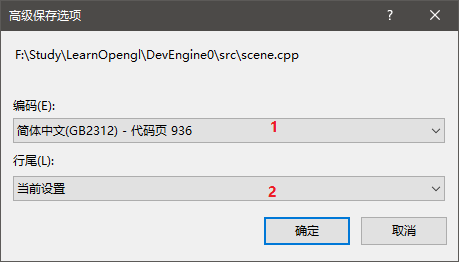 高级保存选项
F:\Study\LearnOpengl\DevEngine0\src\scene.cpp
编码(E):
简体中文(GB2312) - 代码页 936 1
行尾(L):
当前设置 2
确定 取消